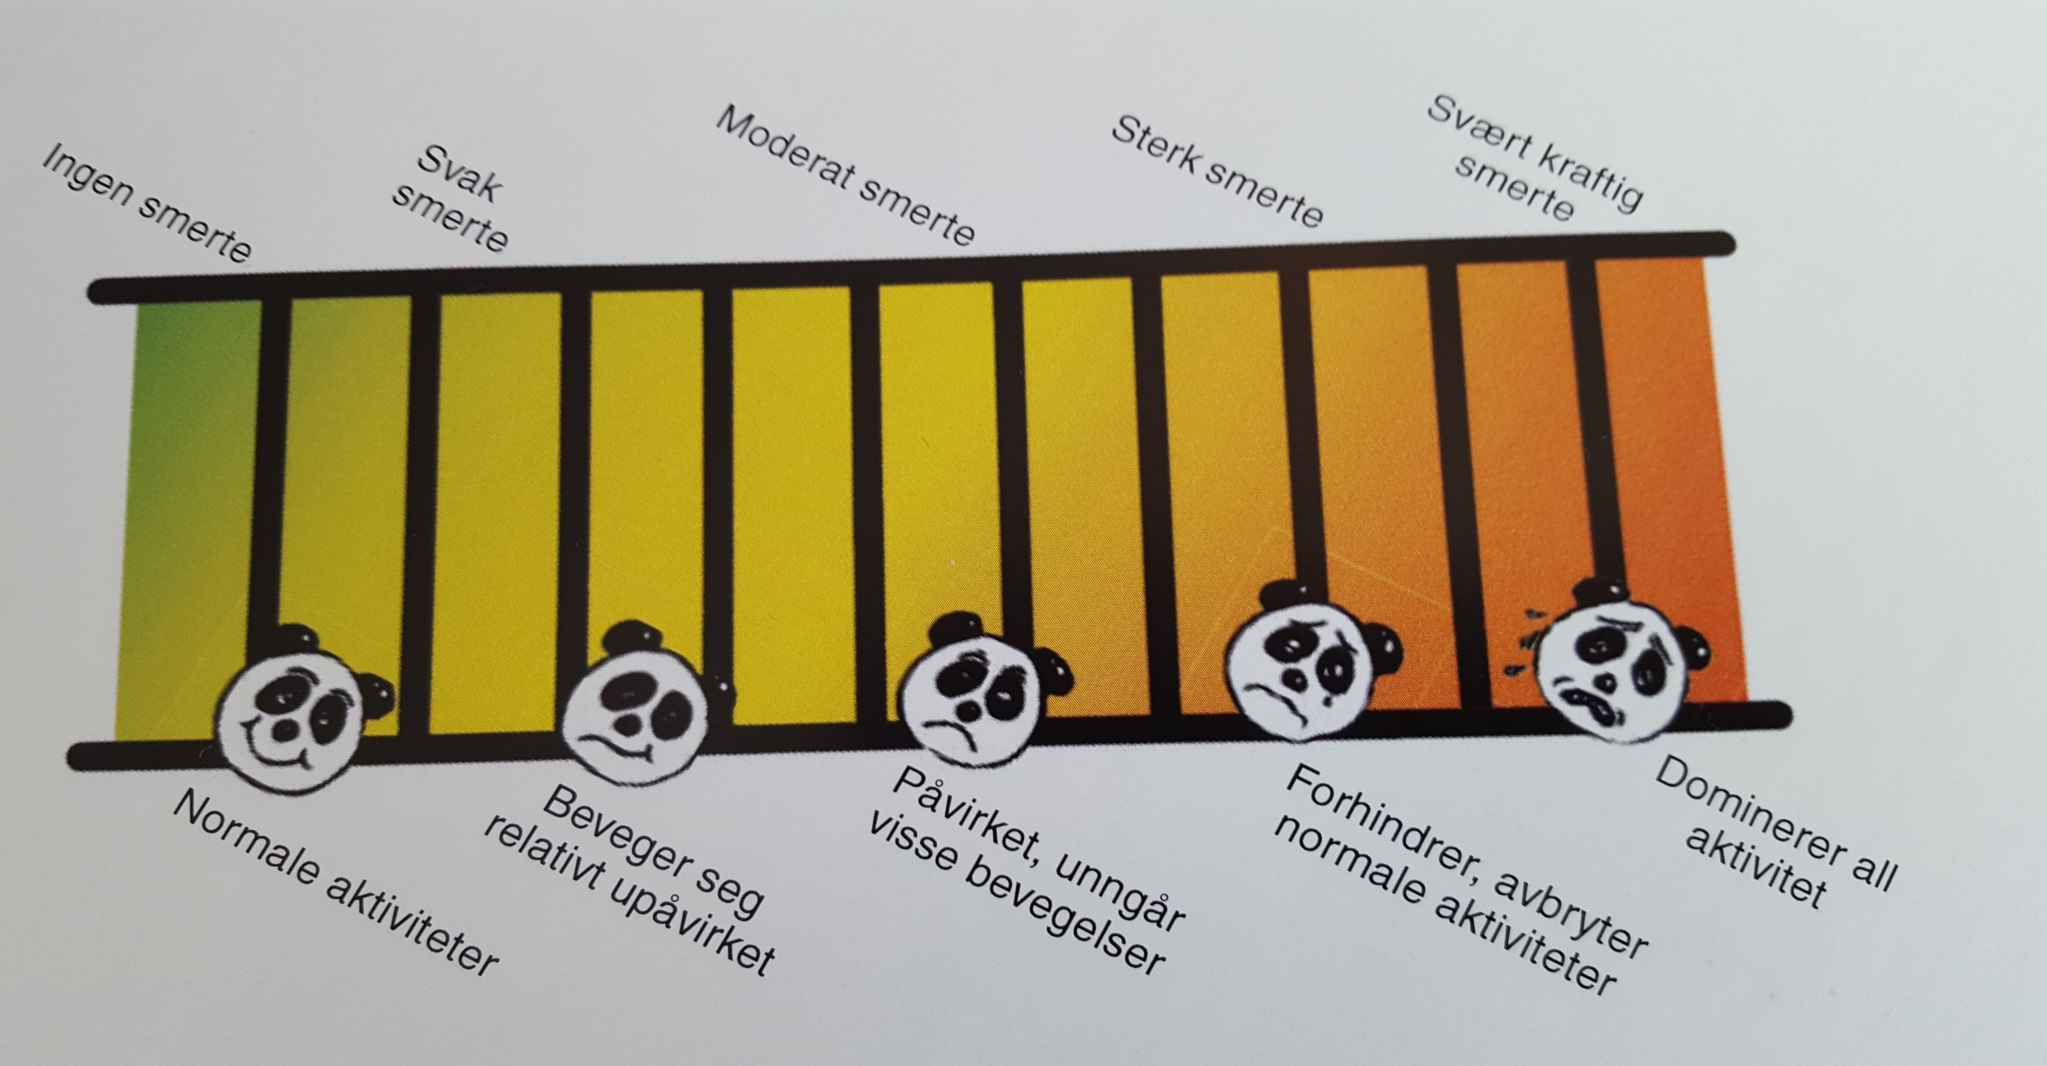 Ingen smerte
Svak
smerte
Moderat smerte
Sterk smerte
Svært kraftig
smerte
Normale aktiviteter
Beveger seg
relativt upåvirket
Påvirket, unngår
visse bevegelser
Forhindrer, avbryter
normale aktiviteter
Dominerer all
aktivitet